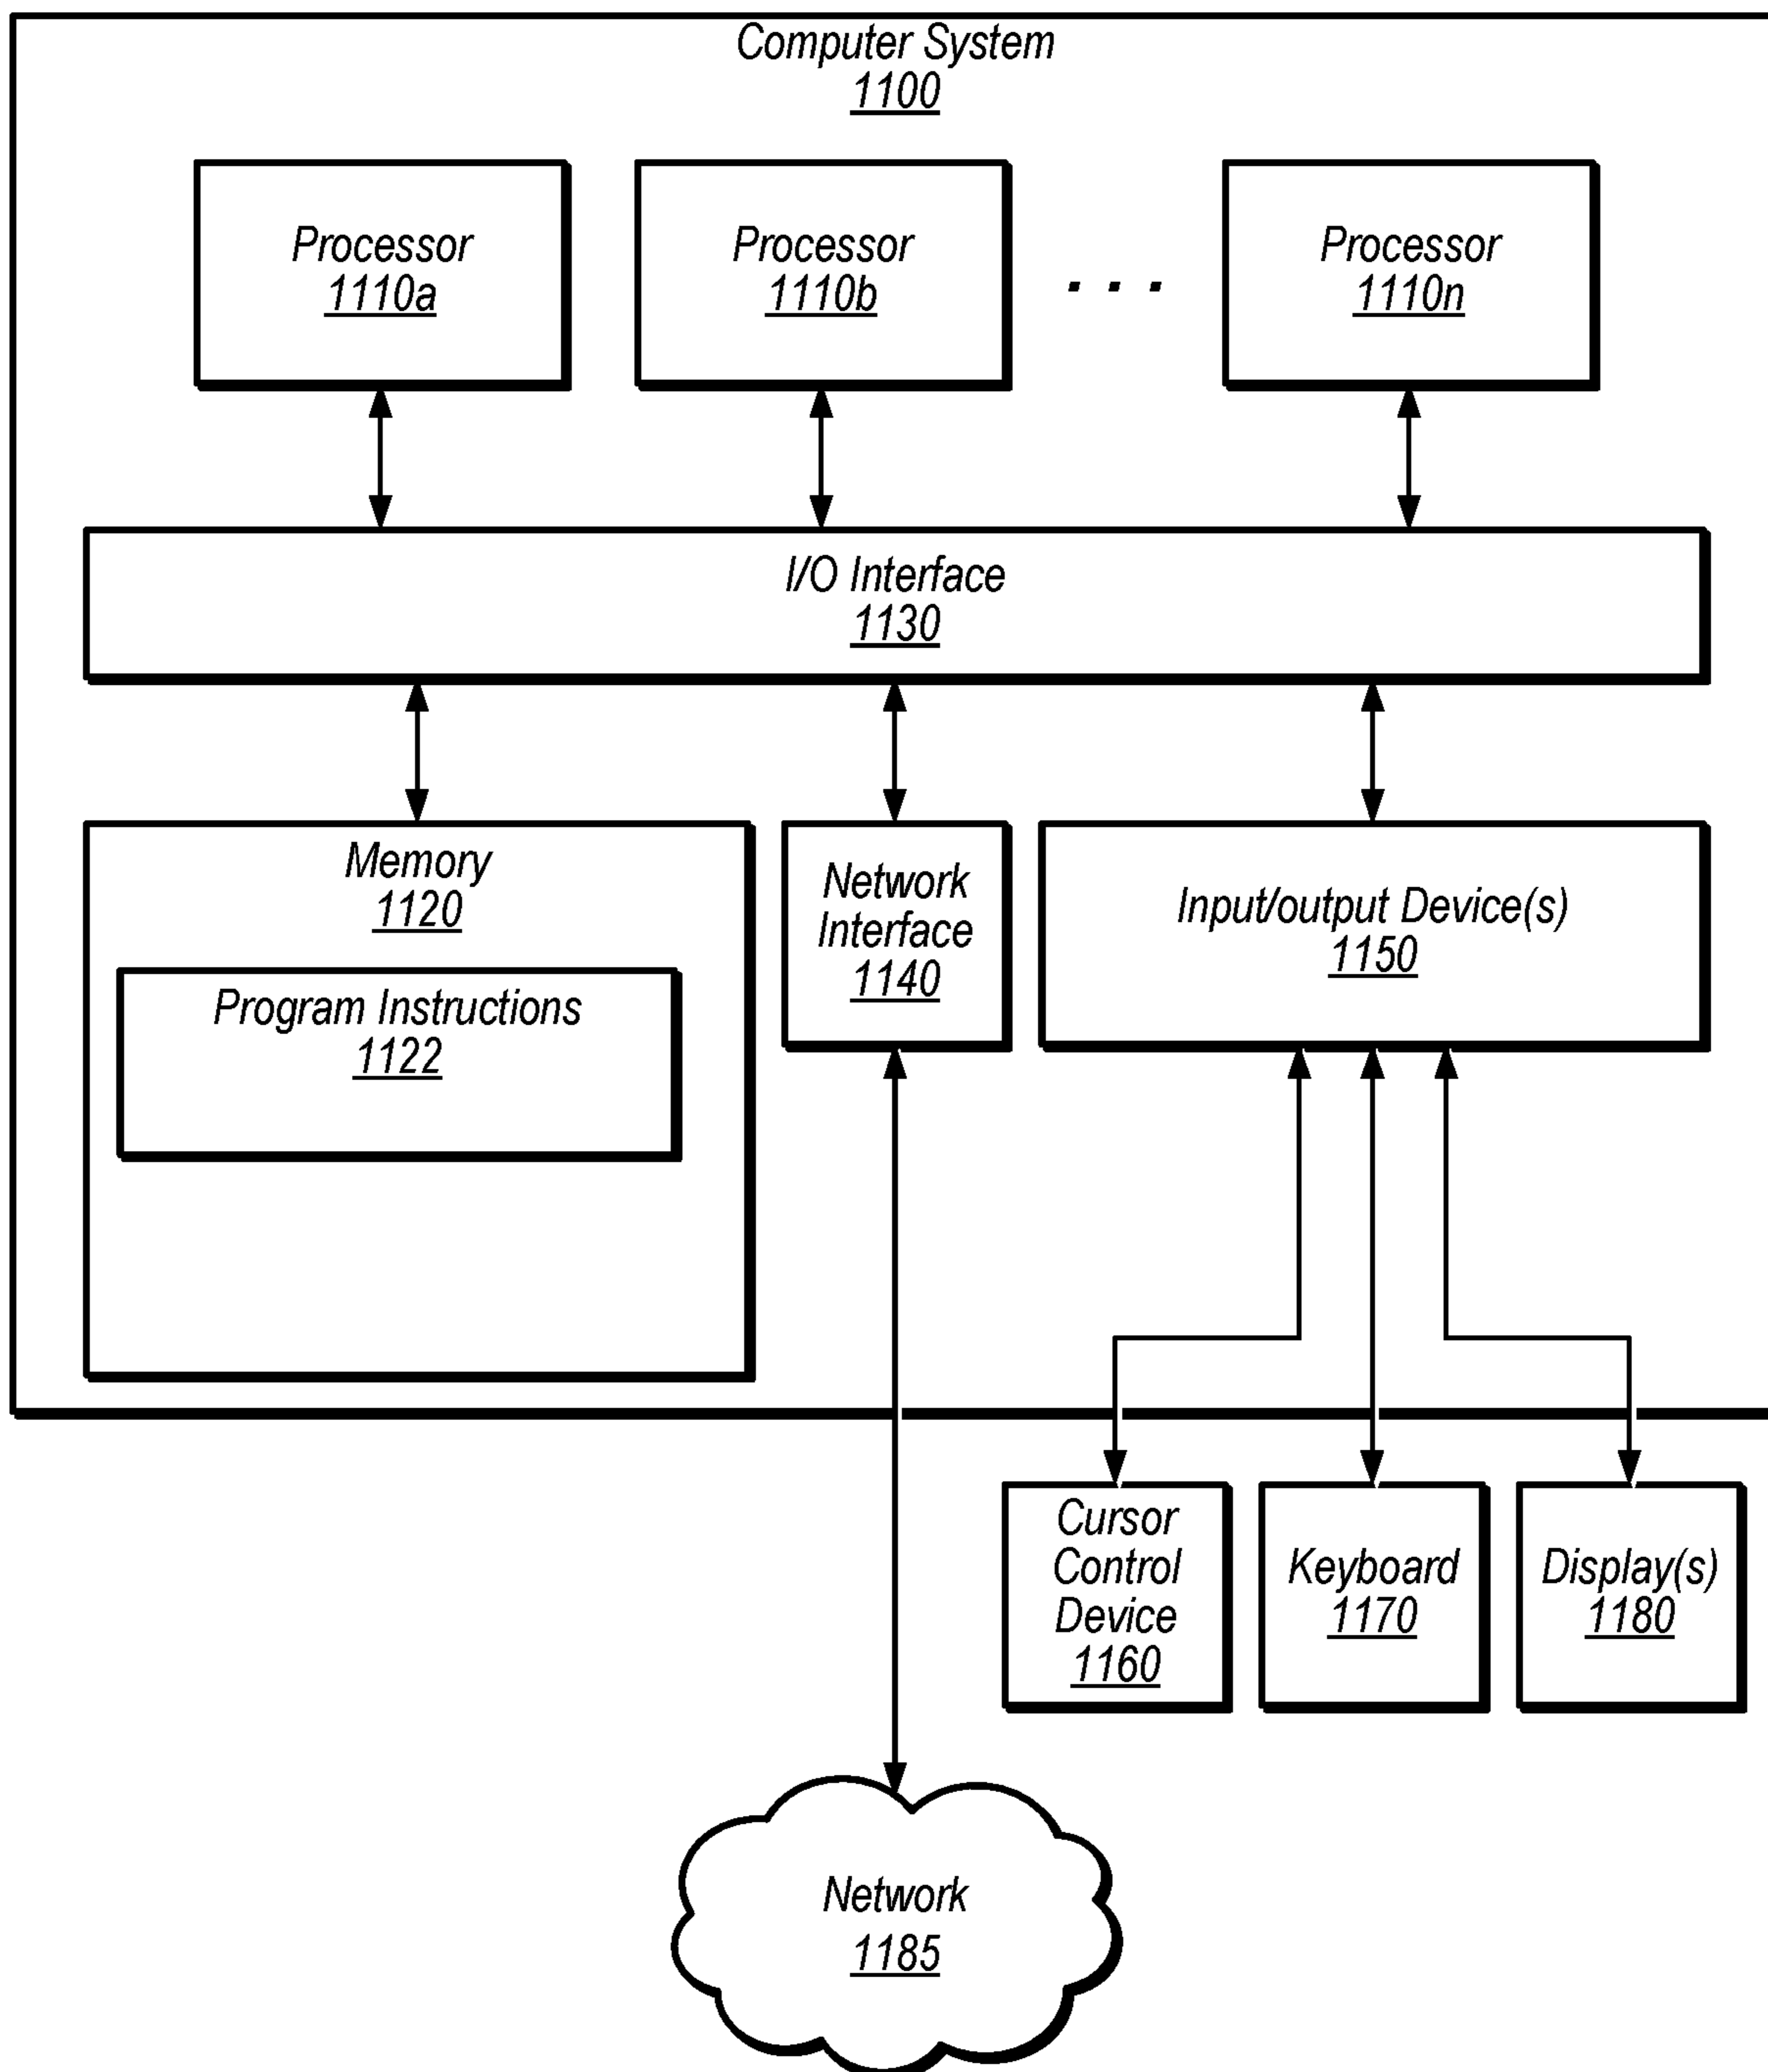 Computer System
1100
Processor
1110a
Processor
1110b
. . .
Processor
1110n
I/O Interface
1130
Memory
1120
Program Instructions
1122
Network
Interface
1140
Input/output Device(s)
1150
Cursor
Control
Device
1160
Keyboard
1170
Display(s)
1180
Network
1185